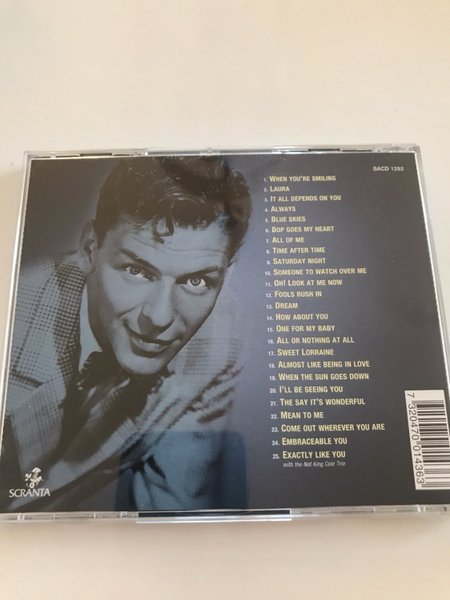 SACD 1292
1. WHEN YOU'RE SMILING
2. LAURA
3. IT ALL DEPENDS ON YOU
4. ALWAYS
5. BLUE SKIES
6. BOP GOES MY HEART
7. ALL OF ME
8. TIME AFTER TIME
9. SATURDAY NIGHT
10. SOMEONE TO WATCH OVER ME
11. OH! LOOK AT ME NOW
12. FOOLS RUSH IN
13. DREAM
14. HOW ABOUT YOU
15. ONE FOR MY BABY
16. ALL OR NOTHING AT ALL
17. SWEET LORRAINE
18. ALMOST LIKE BEING IN LOVE
19. WHEN THE SUN GOES DOWN
20. I'LL BE SEEING YOU
21. THE SAY IT'S WONDERFUL
22. MEAN TO ME
23. COME OUT WHEREVER YOU ARE
24. EMBRACEABLE YOU
25. EXACTLY LIKE YOU
with the Nat King Cole Trio
7 320470 014363
SCRANTA